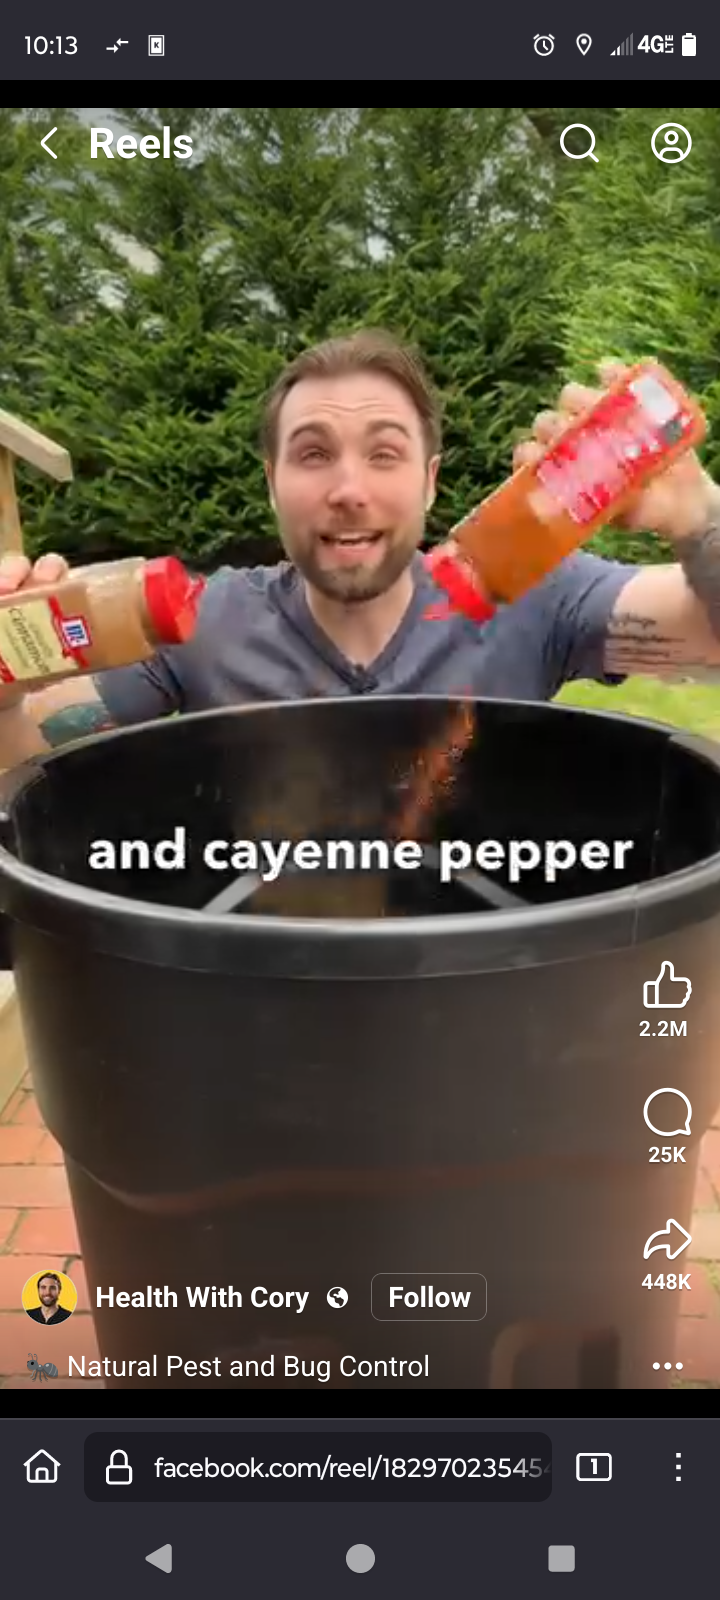 10:13
4G LTE
Reels
and cayenne pepper
2.2M
25K
448K
Health With Cory
Follow
🐜 Natural Pest and Bug Control
facebook.com/reel/182970235454
1